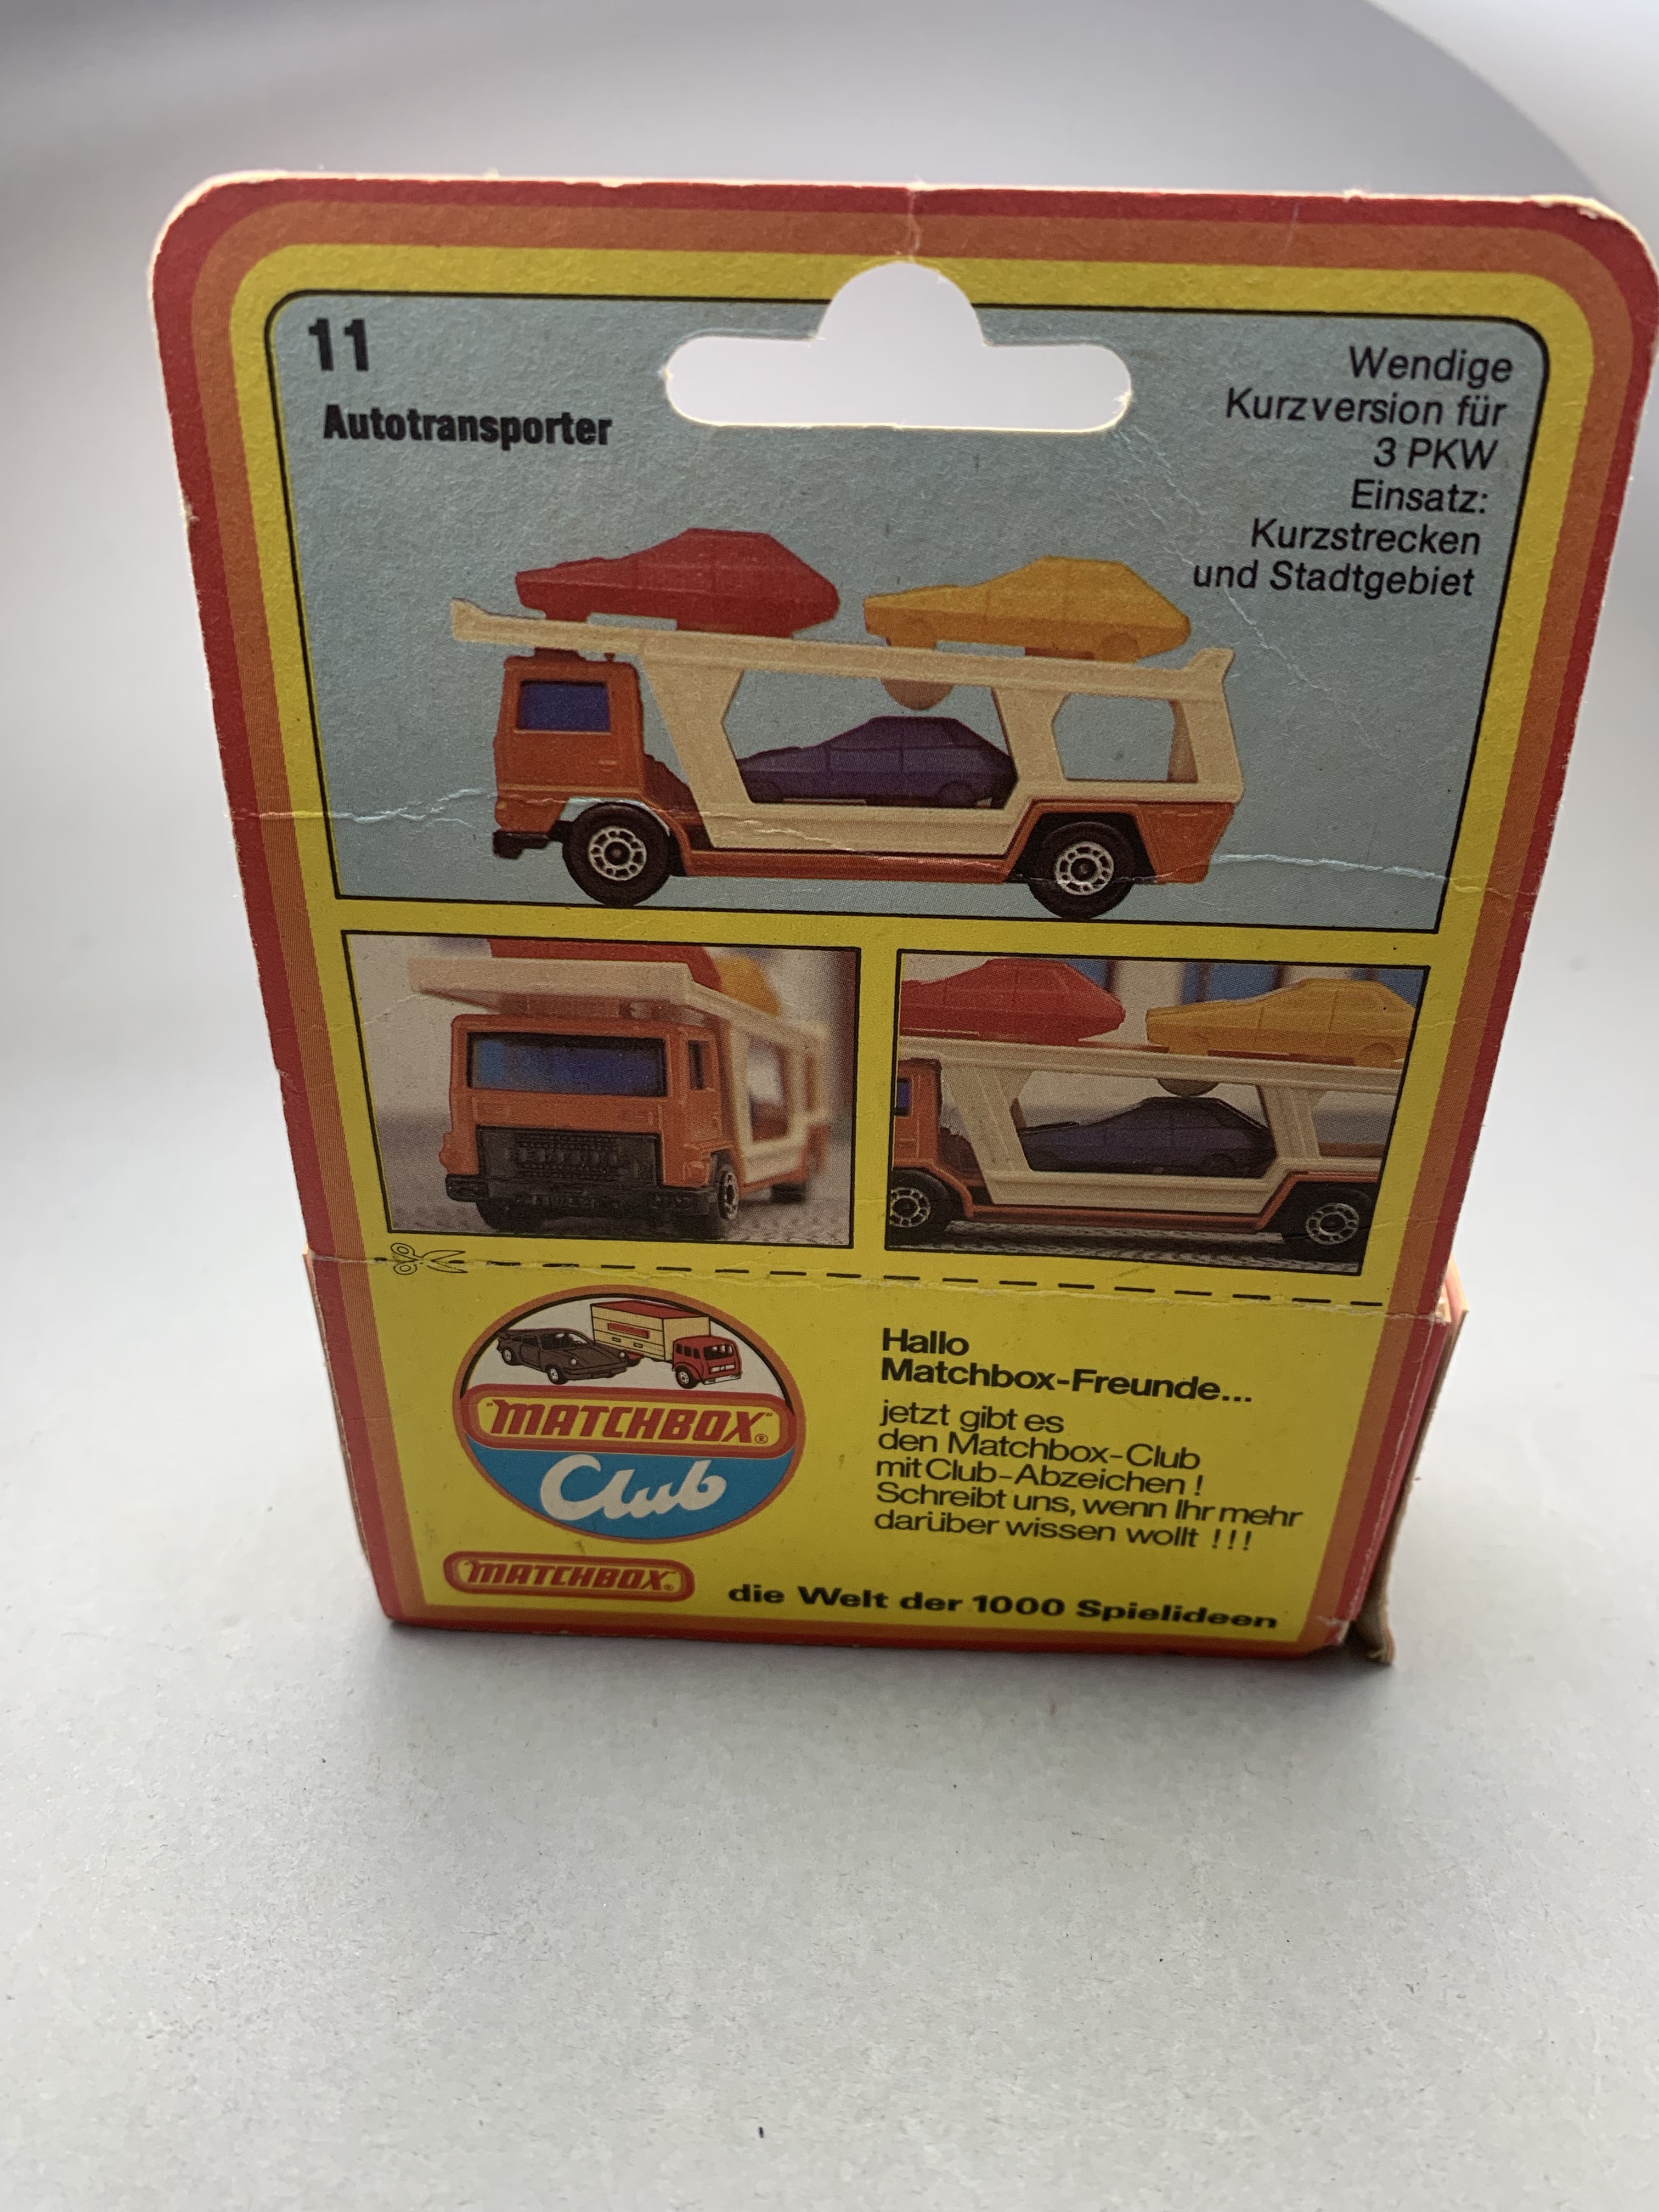 11
Autotransporter
Wendige
Kurzversion für
3 PKW
Einsatz:
Kurzstrecken
und Stadtgebiet
"MATCHBOX"®
Club
Hallo
Matchbox-Freunde...
jetzt gibt es
den Matchbox-Club
mit Club-Abzeichen !
Schreibt uns, wenn Ihr mehr
darüber wissen wollt !!!
"MATCHBOX"®
die Welt der 1000 Spielideen